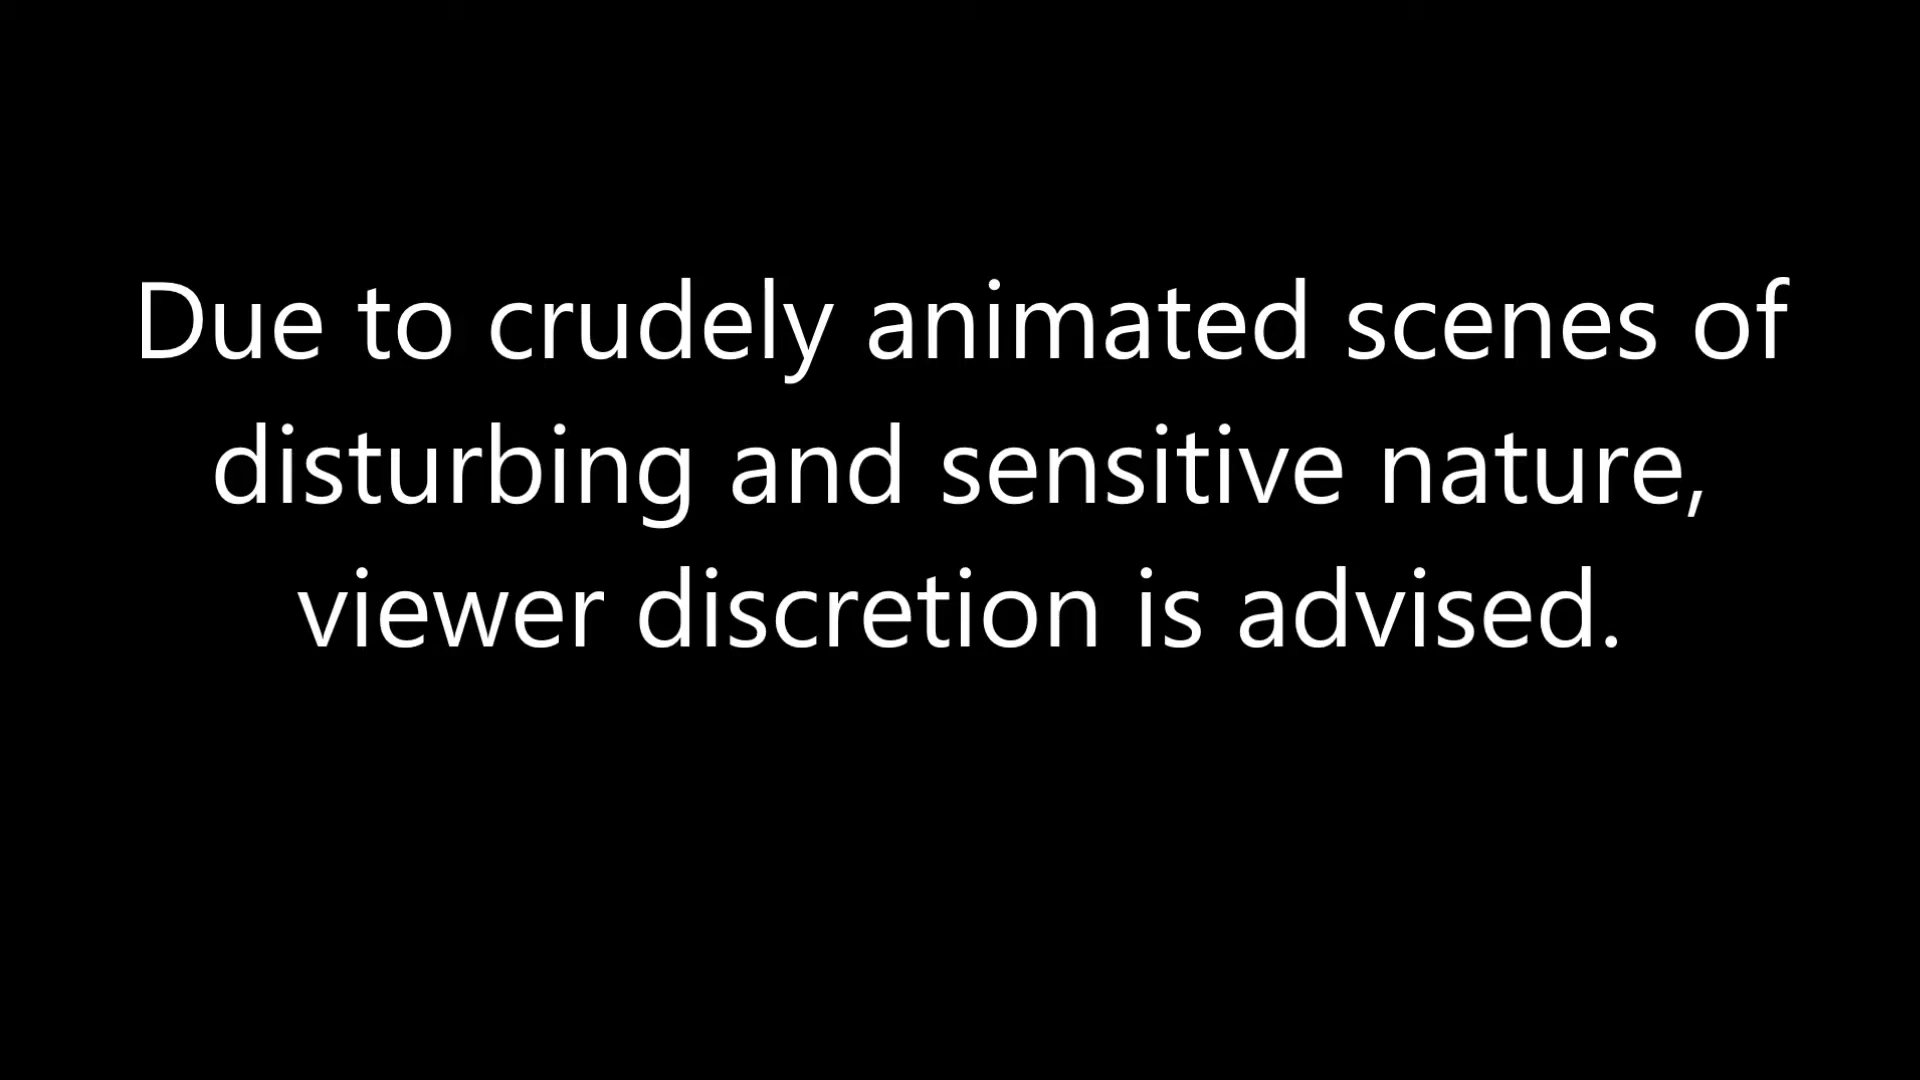 Due to crudely animated scenes of
disturbing and sensitive nature,
viewer discretion is advised.